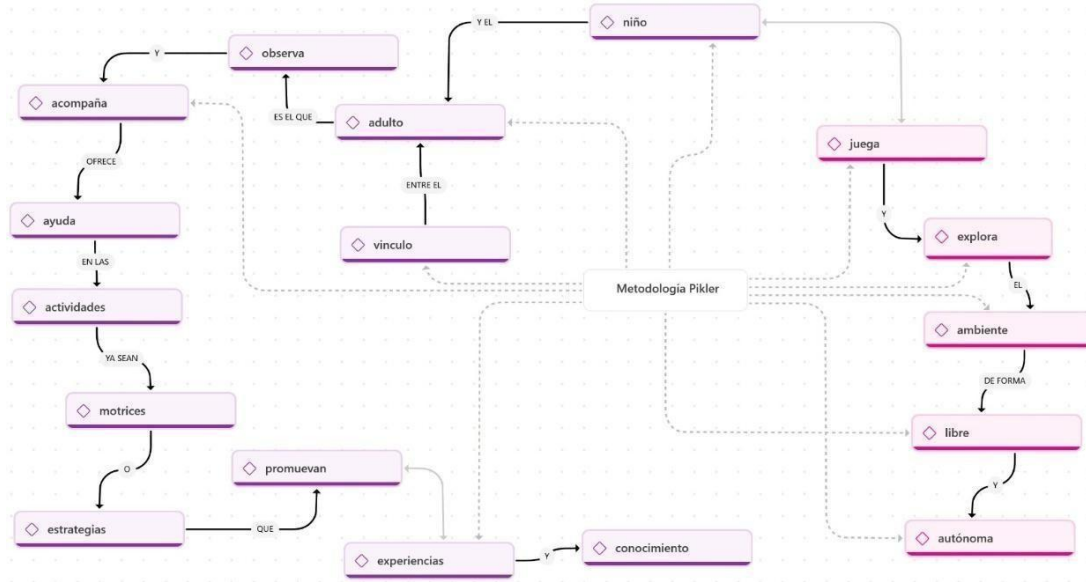 niño
Y EL
observa
Y
acompaña
ES EL QUE
adulto
juega
OFRECE
ENTRE EL
Y
ayuda
vinculo
explora
EN LAS
Metodología Pikler
EL
actividades
ambiente
YA SEAN
DE FORMA
motrices
libre
O
promuevan
Y
estrategias
QUE
autónoma
experiencias
Y
conocimiento